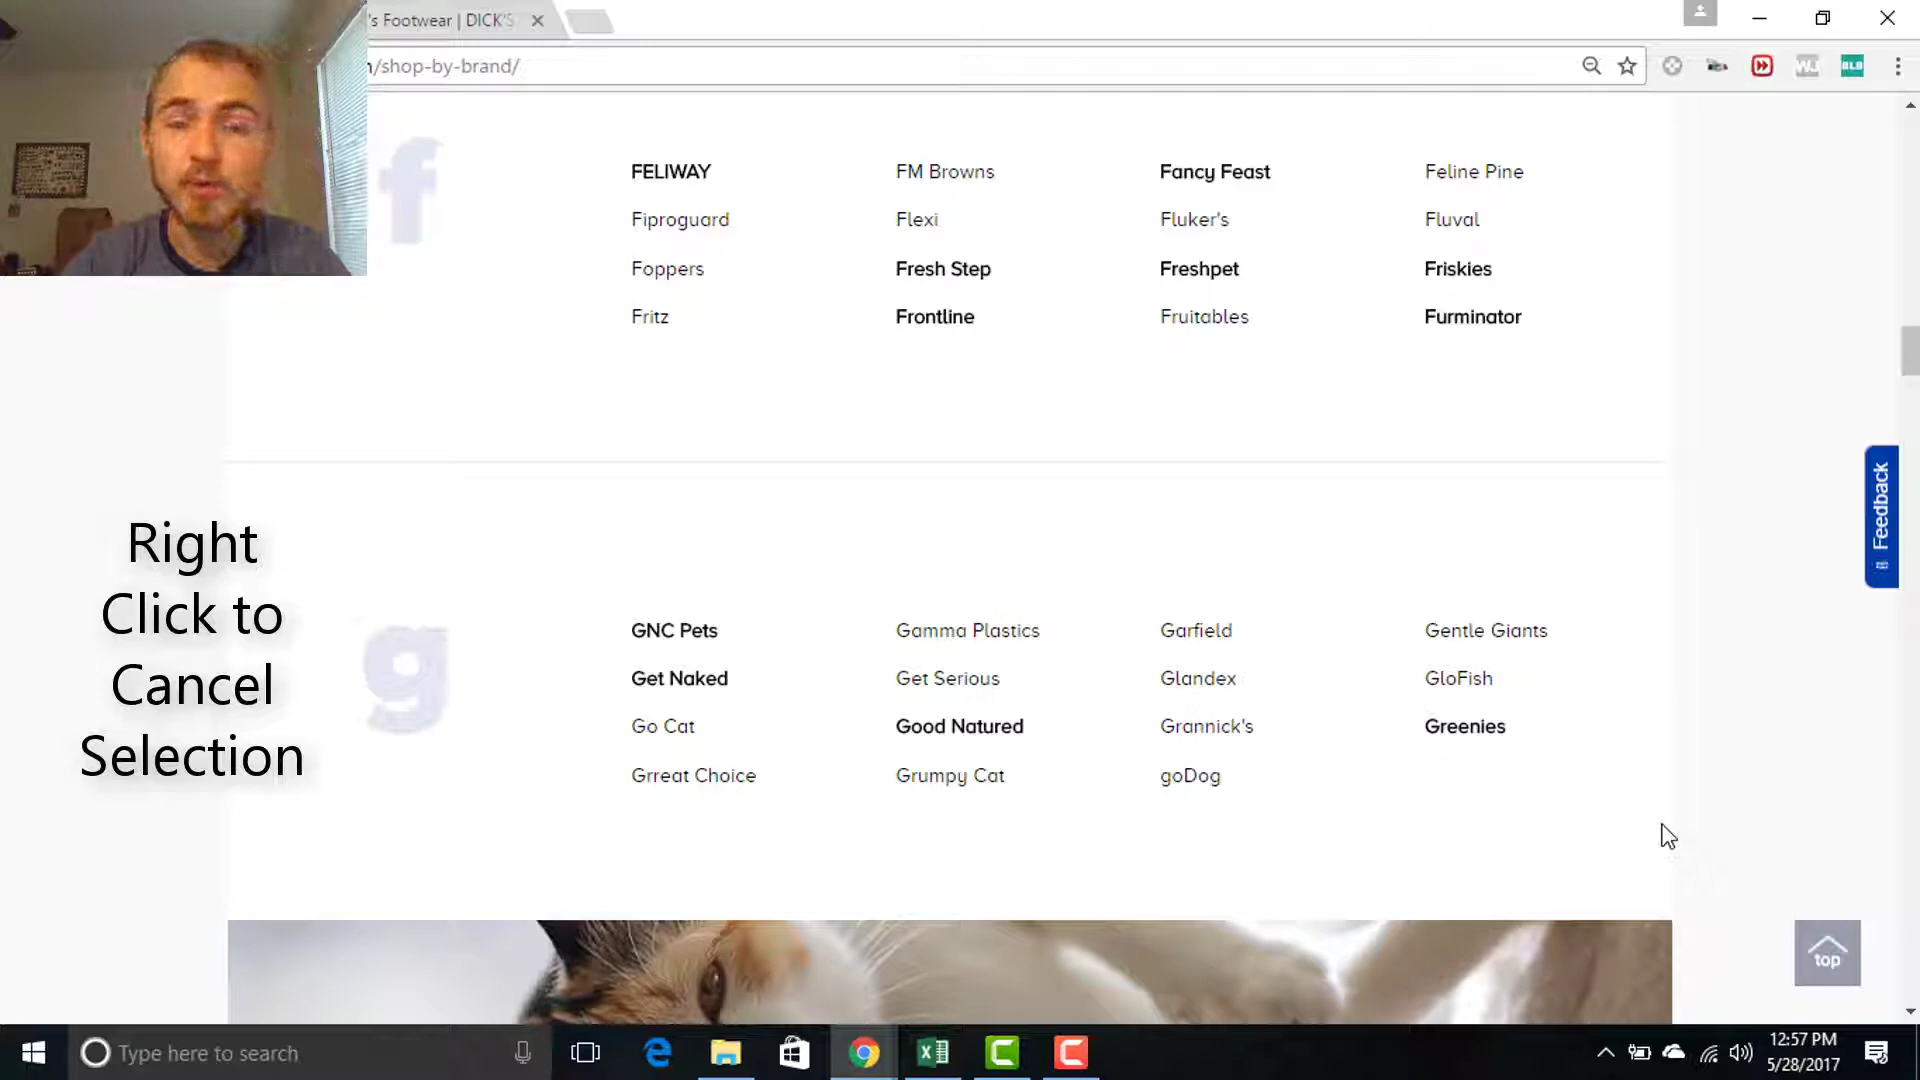 's Footwear | DICK'S
/shop-by-brand/
f
FELIWAY FM Browns Fancy Feast Feline Pine
Fiproguard Flexi Fluker's Fluval
Foppers Fresh Step Freshpet Friskies
Fritz Frontline Fruitables Furminator
Feedback
Right
Click to
Cancel
Selection
g
GNC Pets Gamma Plastics Garfield Gentle Giants
Get Naked Get Serious Glandex GloFish
Go Cat Good Natured Grannick's Greenies
Grreat Choice Grumpy Cat goDog
top
Type here to search
12:57 PM
5/28/2017